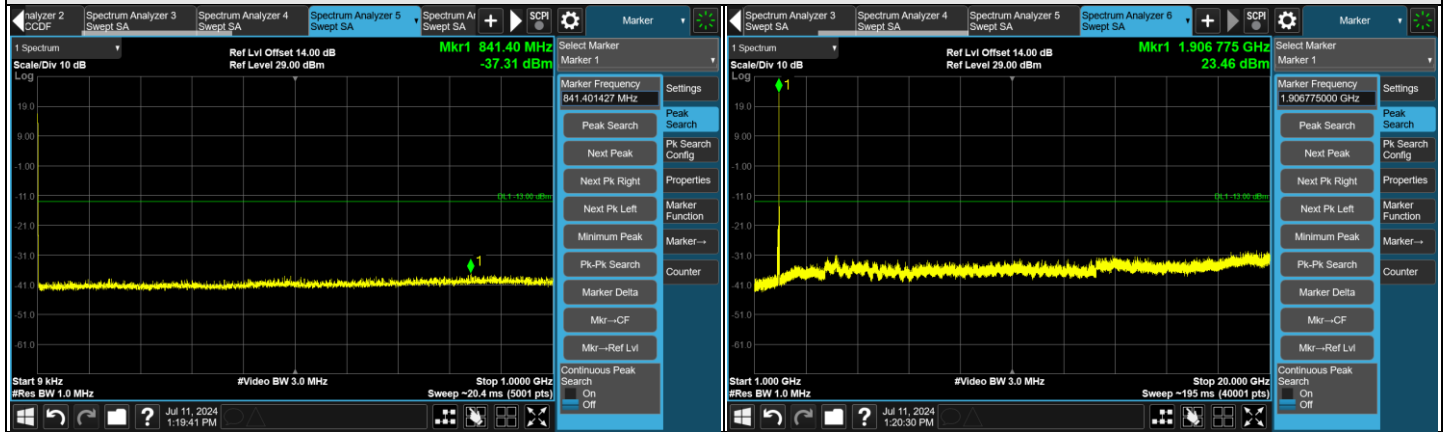 nalyzer 2
CCDF
Spectrum Analyzer 3
Swept SA
Spectrum Analyzer 4
Swept SA
Spectrum Analyzer 5
Swept SA
Spectrum Ar
Swept SA
SCPI
Marker
1 Spectrum
Scale/Div 10 dB
Ref Lvl Offset 14.00 dB
Ref Level 29.00 dBm
Mkr1 841.40 MHz
-37.31 dBm
Log
19.0
9.00
-1.00
-11.0
-21.0
-31.0
-41.0
-51.0
-61.0
DL1 -13.00 dBm
1
Start 9 kHz
#Res BW 1.0 MHz
#Video BW 3.0 MHz
Stop 1.0000 GHz
Sweep ~20.4 ms (5001 pts)
Select Marker
Marker 1
Marker Frequency
841.401427 MHz
Peak Search
Next Peak
Next Pk Right
Next Pk Left
Minimum Peak
Pk-Pk Search
Marker Delta
Mkr→CF
Mkr→Ref Lvl
Continuous Peak
Search
On
Off
Settings
Peak
Search
Pk Search
Config
Properties
Marker
Function
Marker→
Counter
?
Jul 11, 2024
1:19:41 PM
Spectrum Analyzer 3
Swept SA
Spectrum Analyzer 4
Swept SA
Spectrum Analyzer 5
Swept SA
Spectrum Analyzer 6
Swept SA
SCPI
Marker
1 Spectrum
Scale/Div 10 dB
Ref Lvl Offset 14.00 dB
Ref Level 29.00 dBm
Mkr1 1.906 775 GHz
23.46 dBm
Log
19.0
9.00
-1.00
-11.0
-21.0
-31.0
-41.0
-51.0
-61.0
DL1 -13.00 dBm
1
Start 1.000 GHz
#Res BW 1.0 MHz
#Video BW 3.0 MHz
Stop 20.000 GHz
Sweep ~195 ms (40001 pts)
Select Marker
Marker 1
Marker Frequency
1.906775000 GHz
Peak Search
Next Peak
Next Pk Right
Next Pk Left
Minimum Peak
Pk-Pk Search
Marker Delta
Mkr→CF
Mkr→Ref Lvl
Continuous Peak
Search
On
Off
Settings
Peak
Search
Pk Search
Config
Properties
Marker
Function
Marker→
Counter
?
Jul 11, 2024
1:20:30 PM